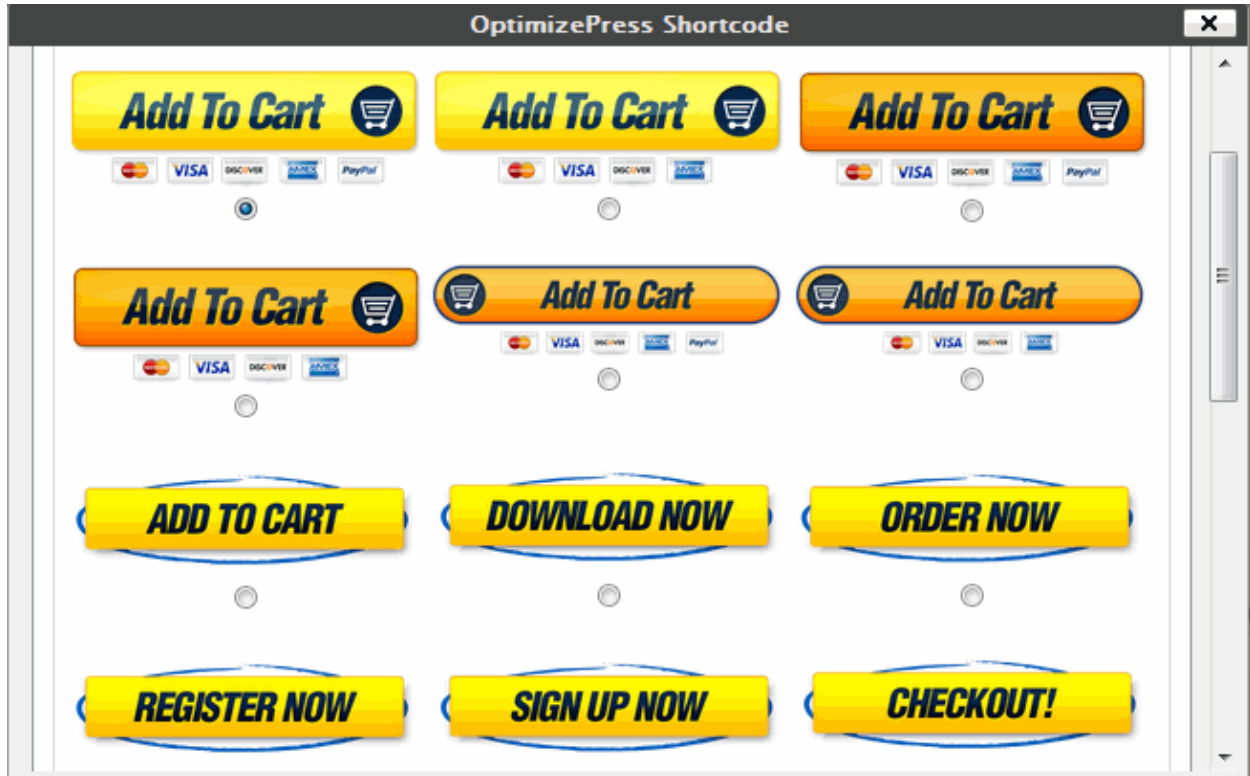 OptimizePress Shortcode
Add To Cart
Add To Cart
Add To Cart
VISA DISCOVER AMEX PayPal
VISA DISCOVER AMEX
VISA DISCOVER AMEX PayPal
Add To Cart
Add To Cart
Add To Cart
VISA DISCOVER AMEX
VISA DISCOVER AMEX PayPal
VISA DISCOVER AMEX
ADD TO CART
DOWNLOAD NOW
ORDER NOW
REGISTER NOW
SIGN UP NOW
CHECKOUT!